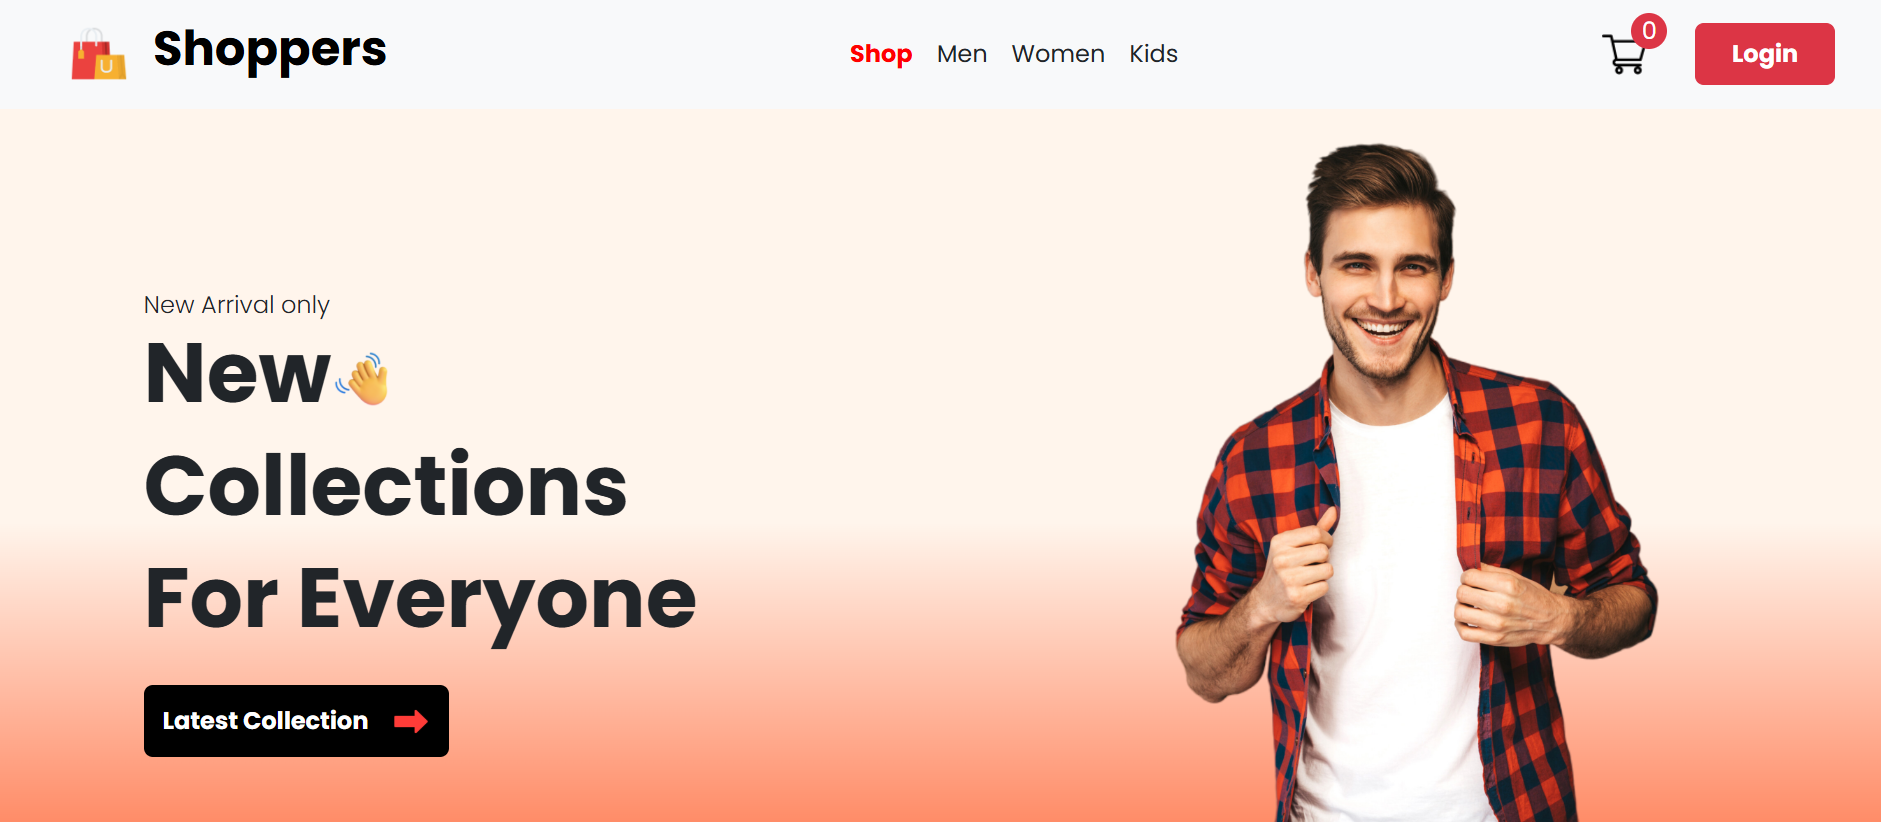 Shoppers
Shop Men Women Kids
0
Login
New Arrival only
New👋
Collections
For Everyone
Latest Collection